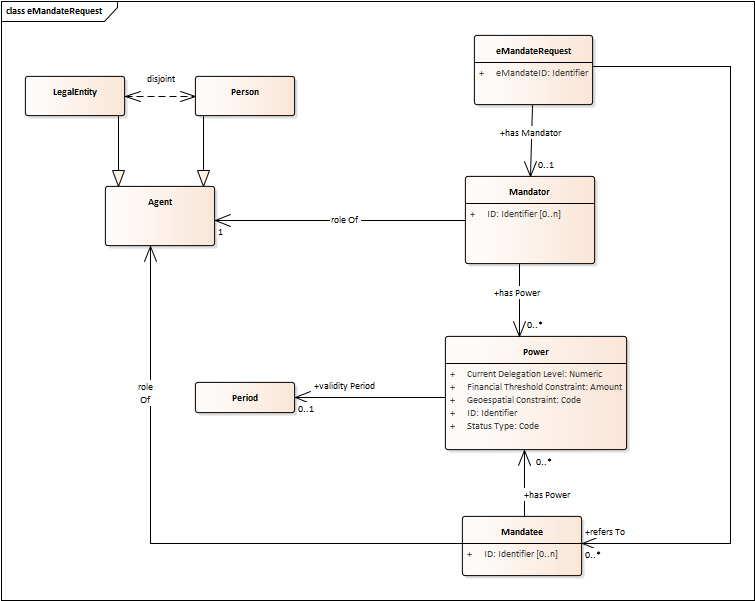 class eMandateRequest
eMandateRequest
+ eMandateID: Identifier
LegalEntity
disjoint
Person
+has Mandator
0..1
Mandator
+ ID: Identifier [0..n]
Agent
1
role Of
+has Power
0..*
Power
+ Current Delegation Level: Numeric
+ Financial Threshold Constraint: Amount
+ Geoespatial Constraint: Code
+ ID: Identifier
+ Status Type: Code
role
Of
Period
+validity Period
0..1
0..*
+has Power
Mandatee
+ ID: Identifier [0..n]
+refers To
0..*